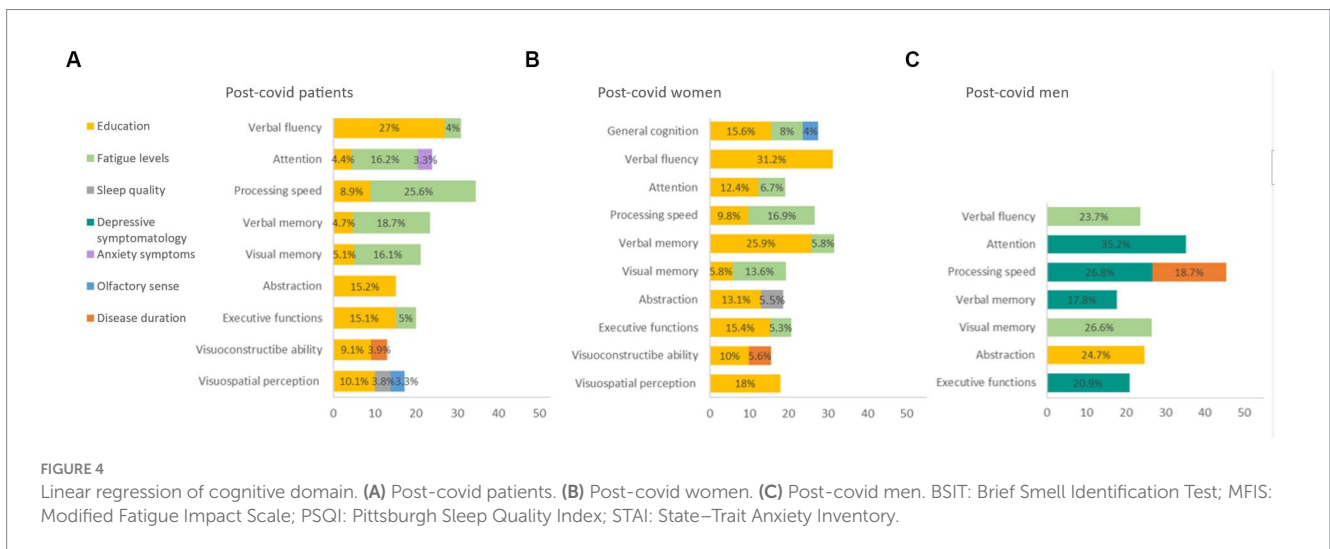 A
B
C
Post-covid patients
Education
Fatigue levels
Sleep quality
Depressive
symptomatology
Anxiety symptoms
Olfactory sense
Disease duration
Verbal fluency 27% 4%
Attention 4.4% 16.2% 3.3%
Processing speed 8.9% 25.6%
Verbal memory 4.7% 18.7%
Visual memory 5.1% 16.1%
Abstraction 15.2%
Executive functions 15.1% 5%
Visuoconstructibe ability 9.1% 3.9%
Visuospatial perception 10.1% 3.8% 3.3%
0 10 20 30 40 50
Post-covid women
General cognition 15.6% 8% 4%
Verbal fluency 31.2%
Attention 12.4% 6.7%
Processing speed 9.8% 16.9%
Verbal memory 25.9% 5.8%
Visual memory 5.8% 13.6%
Abstraction 13.1% 5.5%
Executive functions 15.4% 5.3%
Visuoconstructibe ability 10% 5.6%
Visuospatial perception 18%
0 10 20 30 40 50
Post-covid men
Verbal fluency 23.7%
Attention 35.2%
Processing speed 26.8% 18.7%
Verbal memory 17.8%
Visual memory 26.6%
Abstraction 24.7%
Executive functions 20.9%
0 10 20 30 40 50
FIGURE 4
Linear regression of cognitive domain. (A) Post-covid patients. (B) Post-covid women. (C) Post-covid men. BSIT: Brief Smell Identification Test; MFIS:
Modified Fatigue Impact Scale; PSQI: Pittsburgh Sleep Quality Index; STAI: State–Trait Anxiety Inventory.